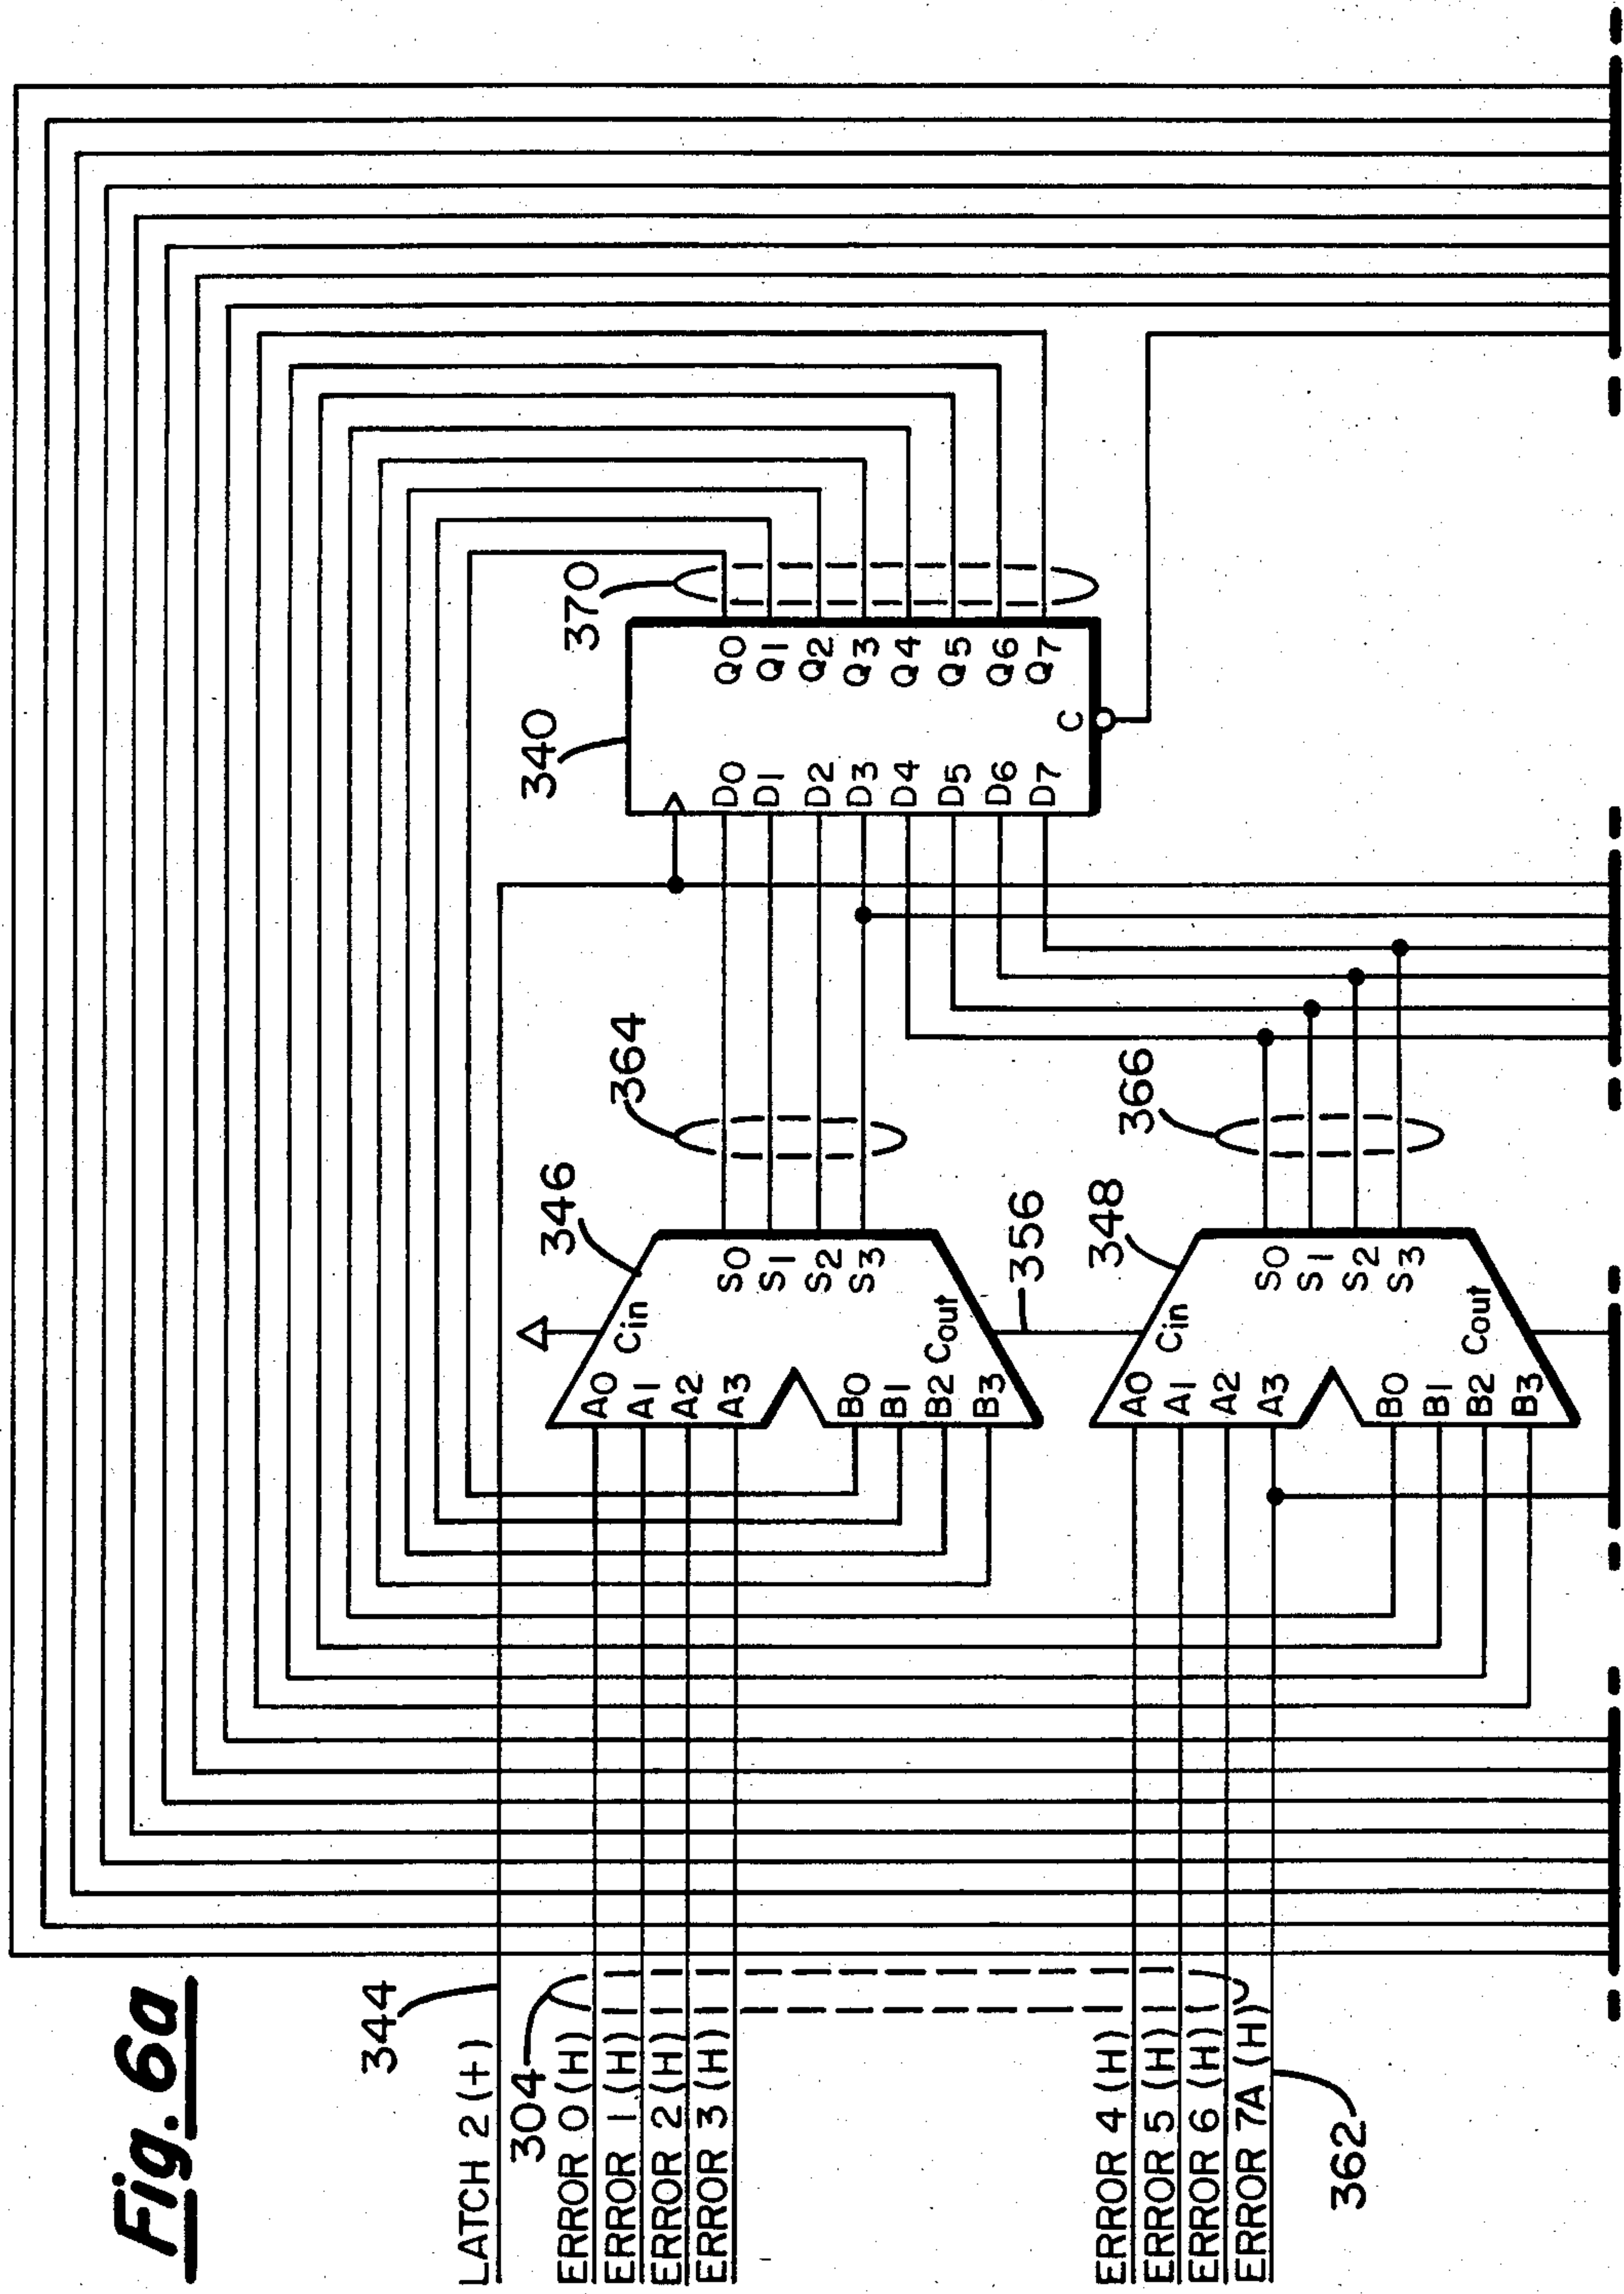 Fig. 6a
344
LATCH 2 (+)
304
ERROR 0 (H)
ERROR 1 (H)
ERROR 2 (H)
ERROR 3 (H)
ERROR 4 (H)
ERROR 5 (H)
ERROR 6 (H)
ERROR 7A (H)
362
346
Cin
A0
A1
A2
A3
B0
B1
B2
B3
S0
S1
S2
S3
Cout
356
364
348
Cin
A0
A1
A2
A3
B0
B1
B2
B3
S0
S1
S2
S3
Cout
366
340
D0
D1
D2
D3
D4
D5
D6
D7
Q0
Q1
Q2
Q3
Q4
Q5
Q6
Q7
C
370